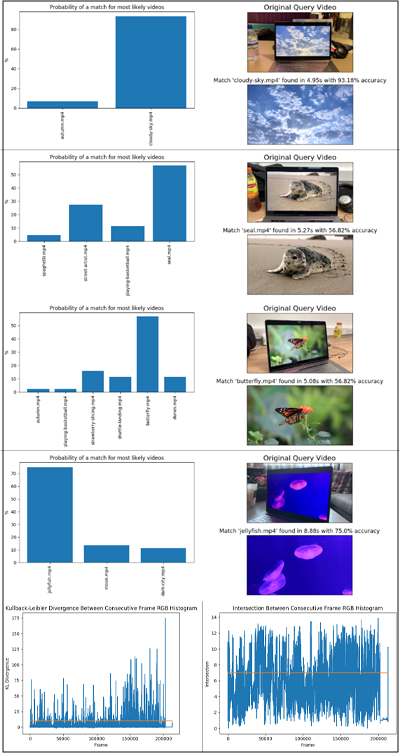 Probability of a match for most likely videos
Original Query Video
80
60
40
20
0
%
autumn.mp4
cloudy-sky.mp4
Match 'cloudy-sky.mp4' found in 4.95s with 93.18% accuracy
Probability of a match for most likely videos
Original Query Video
50
40
30
20
10
0
%
spaghetti.mp4
street-artist.mp4
playing-basketball.mp4
seal.mp4
Match 'seal.mp4' found in 5.27s with 56.82% accuracy
Probability of a match for most likely videos
Original Query Video
50
40
30
20
10
0
%
autumn.mp4
playing-basketball.mp4
strawberry-slicing.mp4
shuttle-landing.mp4
butterfly.mp4
daries.mp4
Match 'butterfly.mp4' found in 5.08s with 56.82% accuracy
Probability of a match for most likely videos
Original Query Video
70
60
50
40
30
20
10
0
%
jellyfish.mp4
moon.mp4
dark-city.mp4
Match 'jellyfish.mp4' found in 8.88s with 75.0% accuracy
Kullback-Leibler Divergence Between Consecutive Frame RGB Histogram
175
150
125
100
75
50
25
0
KL Divergence
0
50000
100000
150000
200000
Frame
Intersection Between Consecutive Frame RGB Histogram
14
12
10
8
6
4
2
0
Intersection
0
50000
100000
150000
200000
Frame